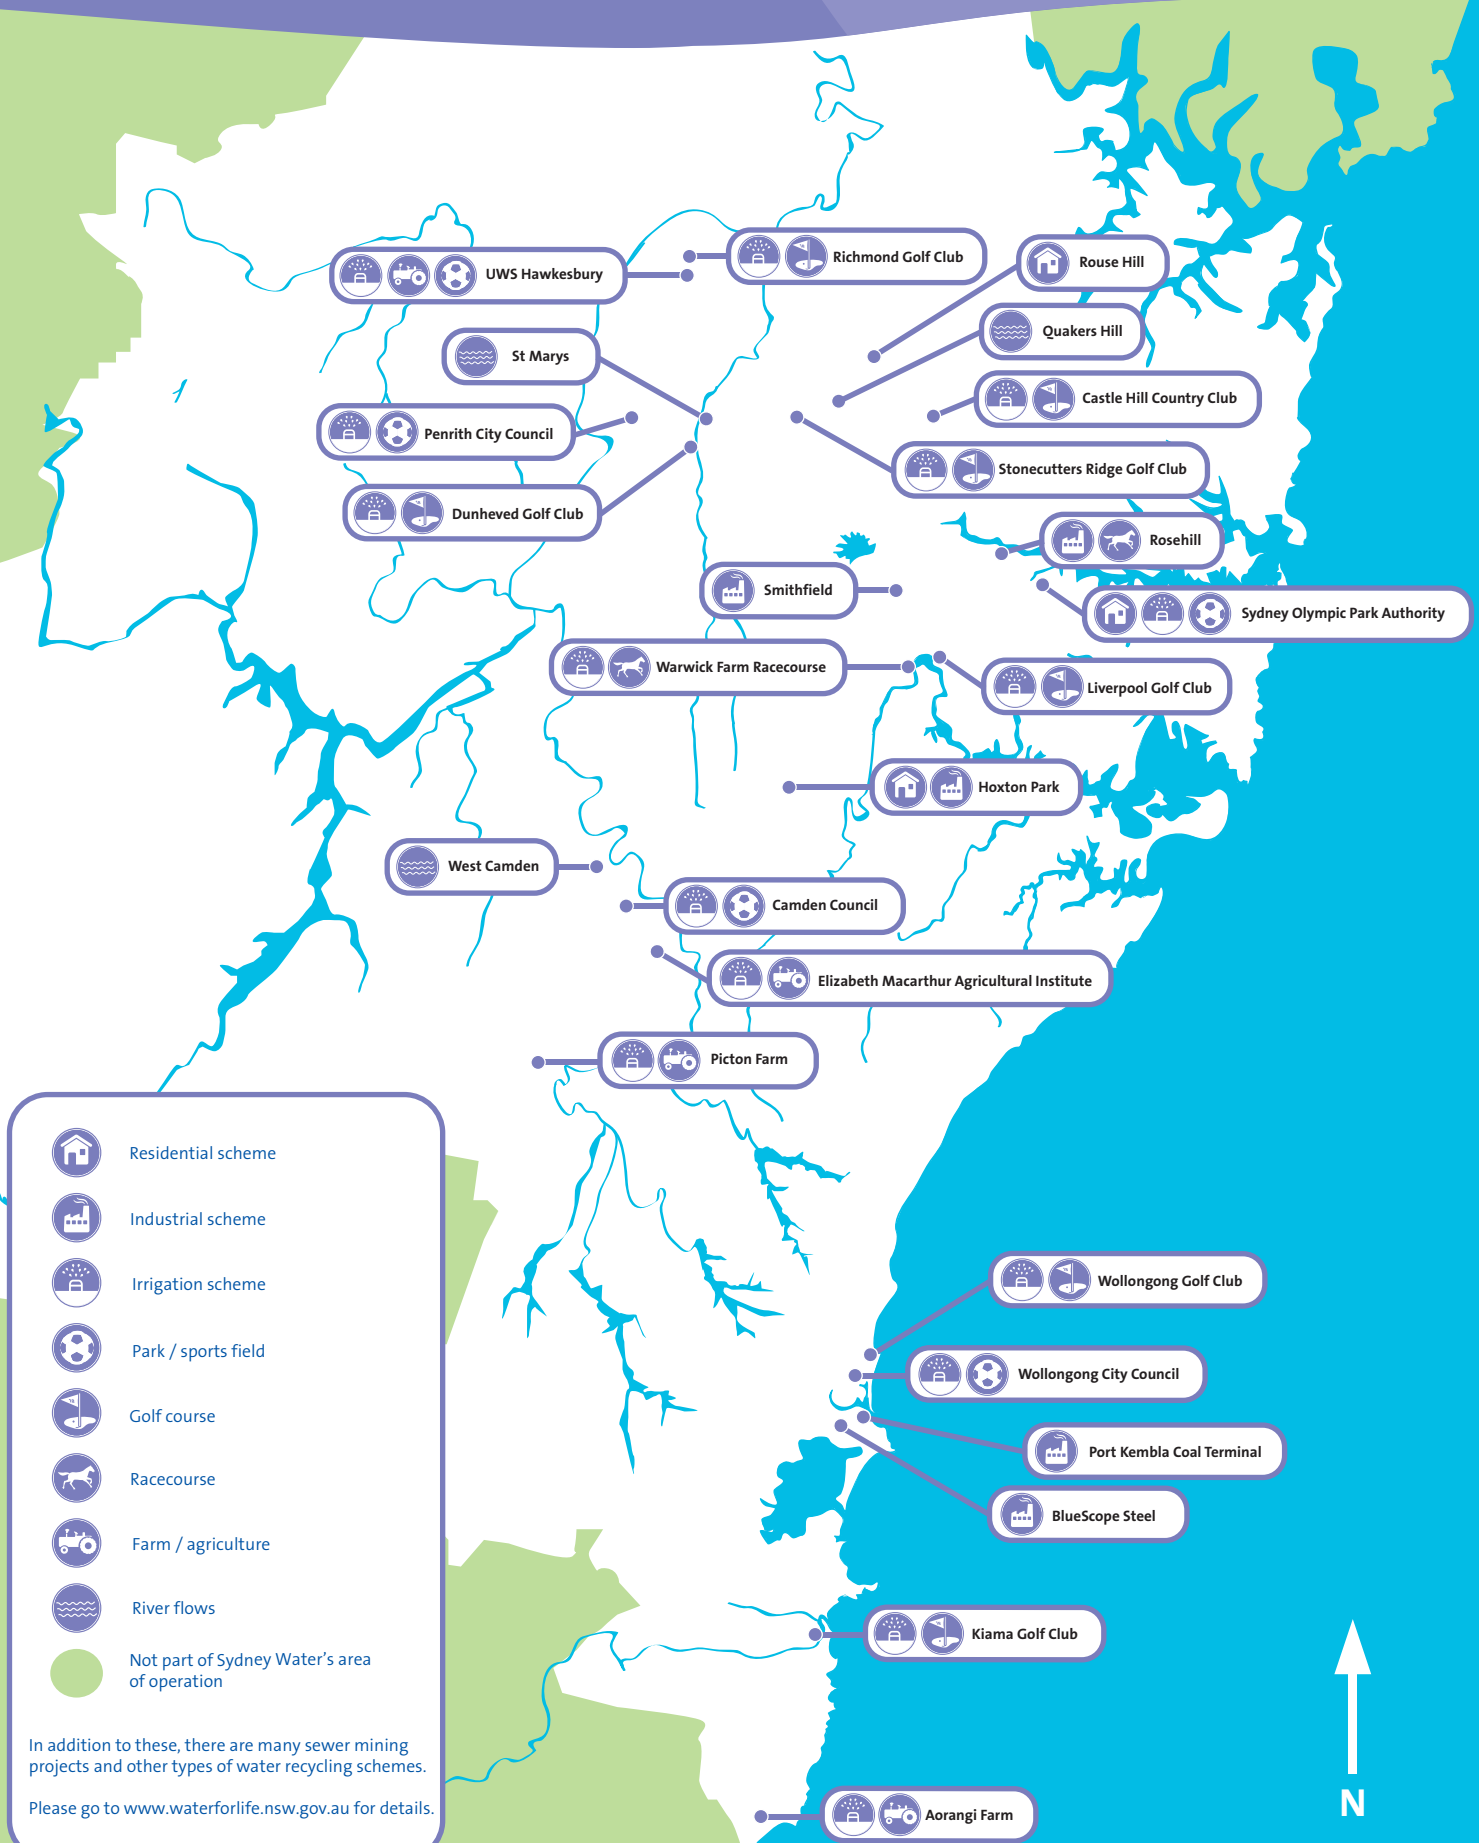 Richmond Golf Club
Rouse Hill
UWS Hawkesbury
Quakers Hill
St Marys
Castle Hill Country Club
Penrith City Council
Stonecutters Ridge Golf Club
Dunheved Golf Club
Rosehill
Smithfield
Sydney Olympic Park Authority
Warwick Farm Racecourse
Liverpool Golf Club
Hoxton Park
West Camden
Camden Council
Elizabeth Macarthur Agricultural Institute
Picton Farm
Residential scheme
Industrial scheme
Irrigation scheme
Park / sports field
Golf course
Racecourse
Farm / agriculture
River flows
Not part of Sydney Water's area
of operation
In addition to these, there are many sewer mining
projects and other types of water recycling schemes.
Please go to www.waterforlife.nsw.gov.au for details.
Wollongong Golf Club
Wollongong City Council
Port Kembla Coal Terminal
BlueScope Steel
Kiama Golf Club
Aorangi Farm
N